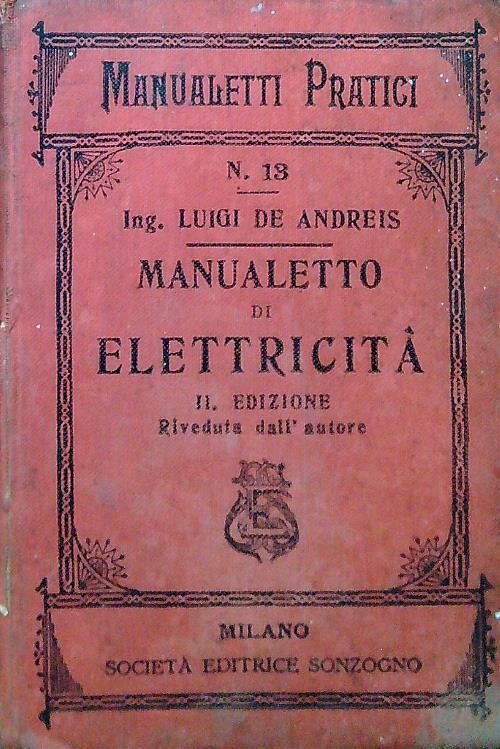 MANUALETTI PRATICI
N. 13
Ing. LUIGI DE ANDREIS
MANUALETTO
DI
ELETTRICITÀ
II. EDIZIONE
Riveduta dall'autore
MILANO
SOCIETÀ EDITRICE SONZOGNO